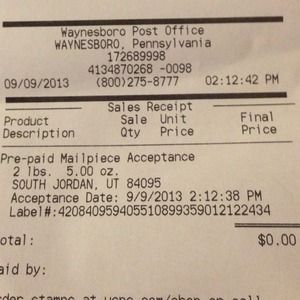 Waynesboro Post Office
WAYNESBORO, Pennsylvania
172689998
4134870268 -0098
09/09/2013 (800)275-8777 02:12:42 PM
Sales Receipt
Product Sale Unit Final
Description Qty Price Price
Pre-paid Mailpiece Acceptance
2 lbs. 5.00 oz.
SOUTH JORDAN, UT 84095
Acceptance Date: 9/9/2013 2:12:38 PM
Label#:420840959405510899359012122434
otal: $0.00
aid by: